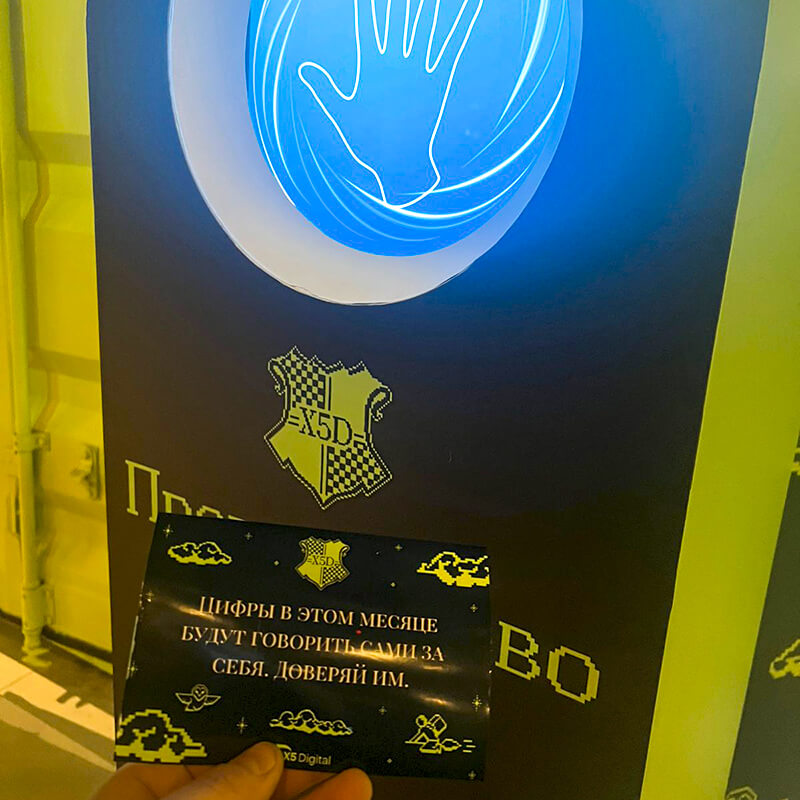 X5D
X5D
ЦИФРЫ В ЭТОМ МЕСЯЦЕ
БУДУТ ГОВОРИТЬ САМИ ЗА
СЕБЯ. ДОВЕРЯЙ ИМ.
X5 Digital